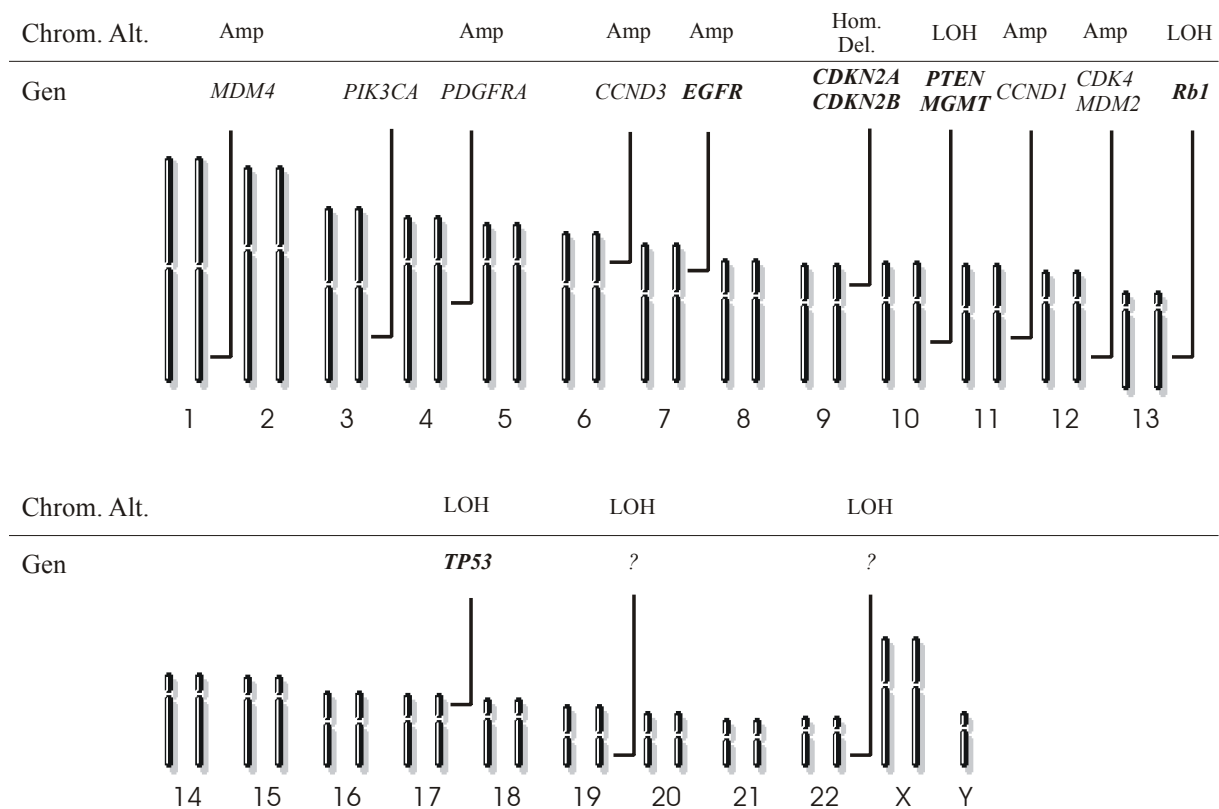 Chrom. Alt. Amp Amp Amp Amp Hom. Del. LOH Amp Amp LOH
Gen MDM4 PIK3CA PDGFRA CCND3 EGFR CDKN2A CDKN2B PTEN MGMT CCND1 CDK4 MDM2 Rb1
1 2 3 4 5 6 7 8 9 10 11 12 13
Chrom. Alt. LOH LOH LOH
Gen TP53 ? ?
14 15 16 17 18 19 20 21 22 X Y